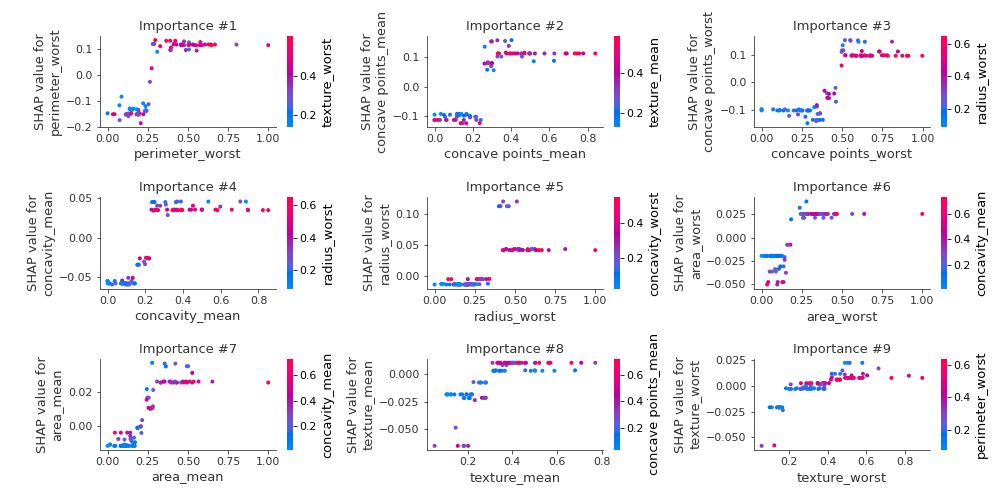 Importance #1
SHAP value for
perimeter_worst
0.1
0.0
−0.1
−0.2
0.00 0.25 0.50 0.75 1.00
perimeter_worst
0.4
0.2
texture_worst
Importance #2
SHAP value for
concave points_mean
0.1
0.0
−0.1
0.0 0.2 0.4 0.6 0.8
concave points_mean
0.4
0.2
texture_mean
Importance #3
SHAP value for
concave points_worst
0.1
0.0
−0.1
0.00 0.25 0.50 0.75 1.00
concave points_worst
0.6
0.4
0.2
radius_worst
Importance #4
SHAP value for
concavity_mean
0.05
0.00
−0.05
0.0 0.2 0.4 0.6 0.8
concavity_mean
0.6
0.4
0.2
radius_worst
Importance #5
SHAP value for
radius_worst
0.10
0.05
0.00
0.00 0.25 0.50 0.75 1.00
radius_worst
0.4
0.2
concavity_worst
Importance #6
SHAP value for
area_worst
0.025
0.000
−0.025
−0.050
0.00 0.25 0.50 0.75 1.00
area_worst
0.6
0.4
0.2
concavity_worst
Importance #7
SHAP value for
area_mean
0.02
0.00
0.00 0.25 0.50 0.75 1.00
area_mean
0.6
0.4
0.2
concavity_mean
Importance #8
SHAP value for
texture_mean
0.000
−0.025
−0.050
0.0 0.2 0.4 0.6 0.8
texture_mean
0.6
0.4
0.2
concave points_mean
Importance #9
SHAP value for
texture_worst
0.025
0.000
−0.025
−0.050
0.2 0.4 0.6 0.8
texture_worst
0.6
0.4
0.2
perimeter_worst